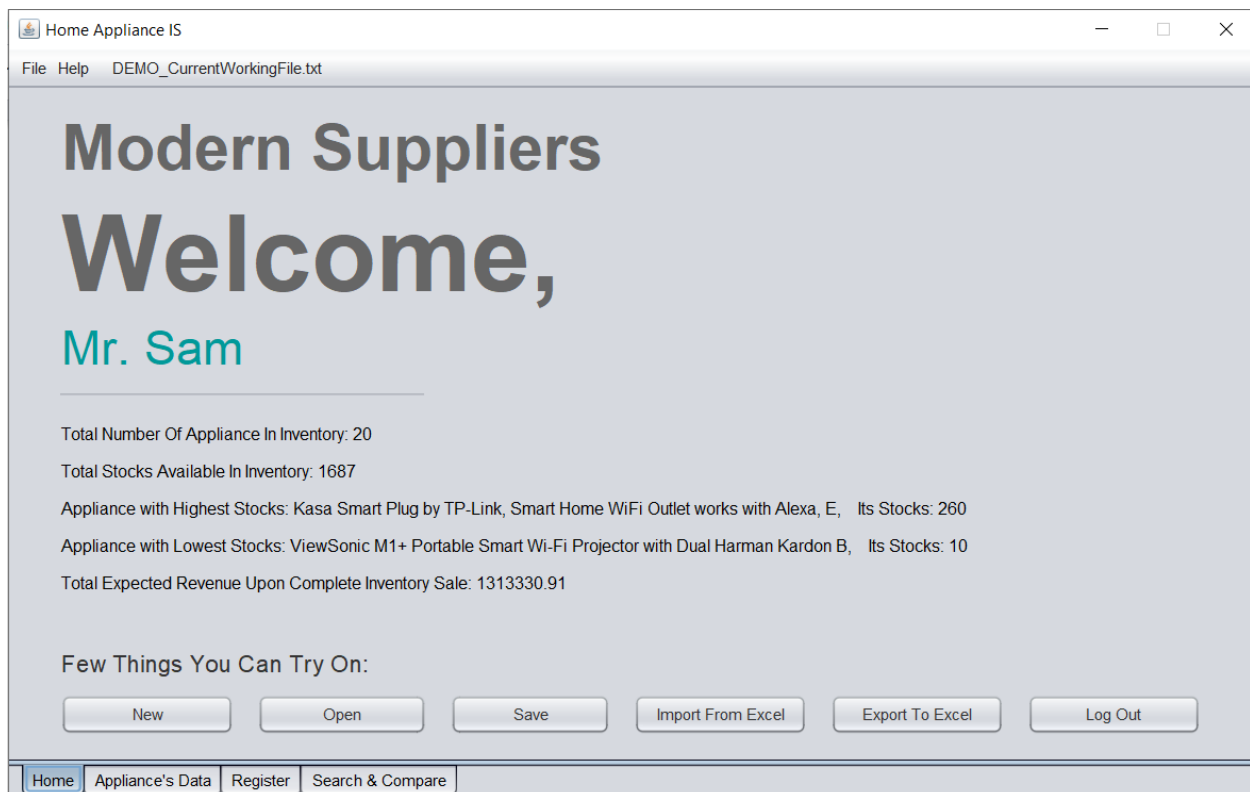 Home Appliance IS
File Help DEMO_CurrentWorkingFile.txt
Modern Suppliers
Welcome,
Mr. Sam
Total Number Of Appliance In Inventory: 20
Total Stocks Available In Inventory: 1687
Appliance with Highest Stocks: Kasa Smart Plug by TP-Link, Smart Home WiFi Outlet works with Alexa, E, Its Stocks: 260
Appliance with Lowest Stocks: ViewSonic M1+ Portable Smart Wi-Fi Projector with Dual Harman Kardon B, Its Stocks: 10
Total Expected Revenue Upon Complete Inventory Sale: 1313330.91
Few Things You Can Try On:
New Open Save Import From Excel Export To Excel Log Out
Home Appliance's Data Register Search & Compare